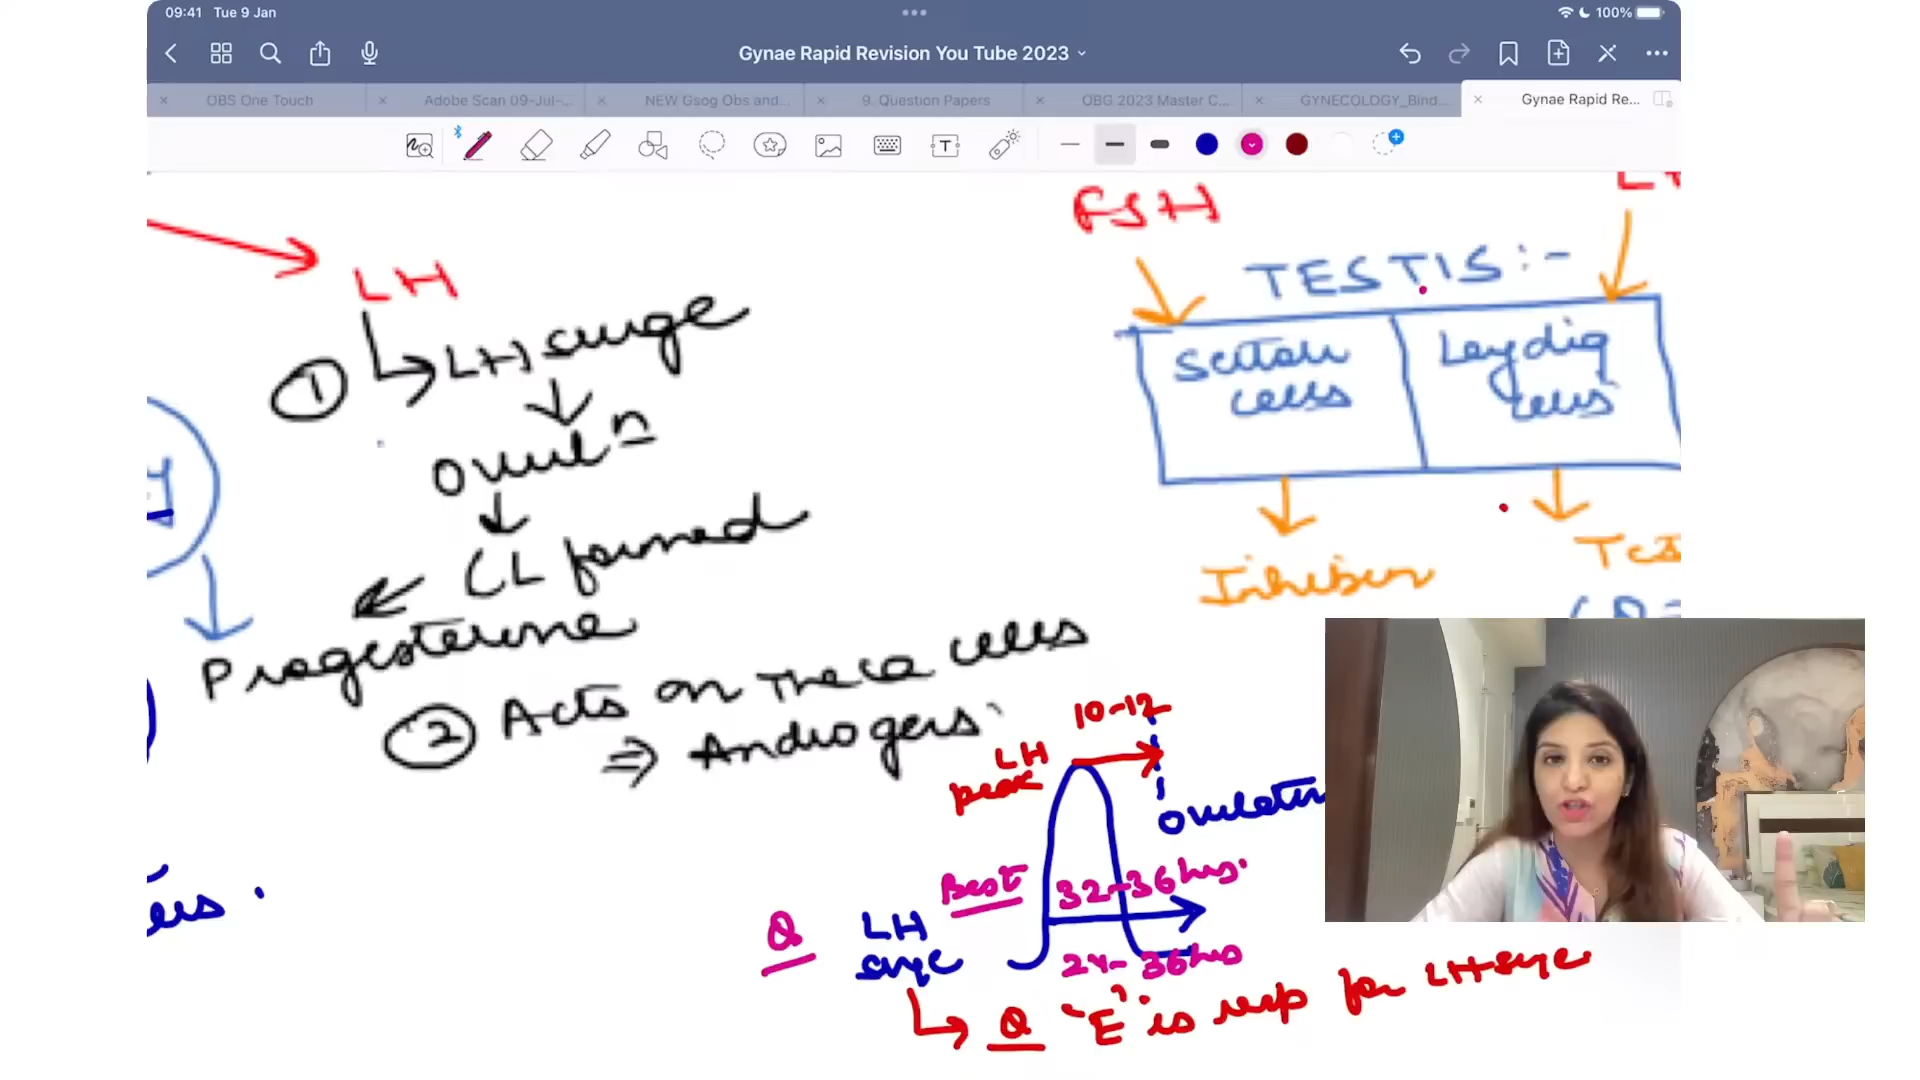 09:41 Tue 9 Jan
100%
Gynae Rapid Revision You Tube 2023
OBS One Touch
Adobe Scan 09-Jul-...
NEW Gsog Obs and...
9. Question Papers
OBG 2023 Master C...
GYNECOLOGY_Bind...
Gynae Rapid Re...
T
LH
① LH surge
Ovuln
CL formed
Progesterone
② Acts on Theca cells
⇒ Androgens
FSH
TESTIS:-
Sertoli cells
Leydig cells
Inhibin
10-12
LH peak
Ovulation
Best 32-36 hrs.
Q LH surge
24-36 hrs
Q "E" is resp for LH surge